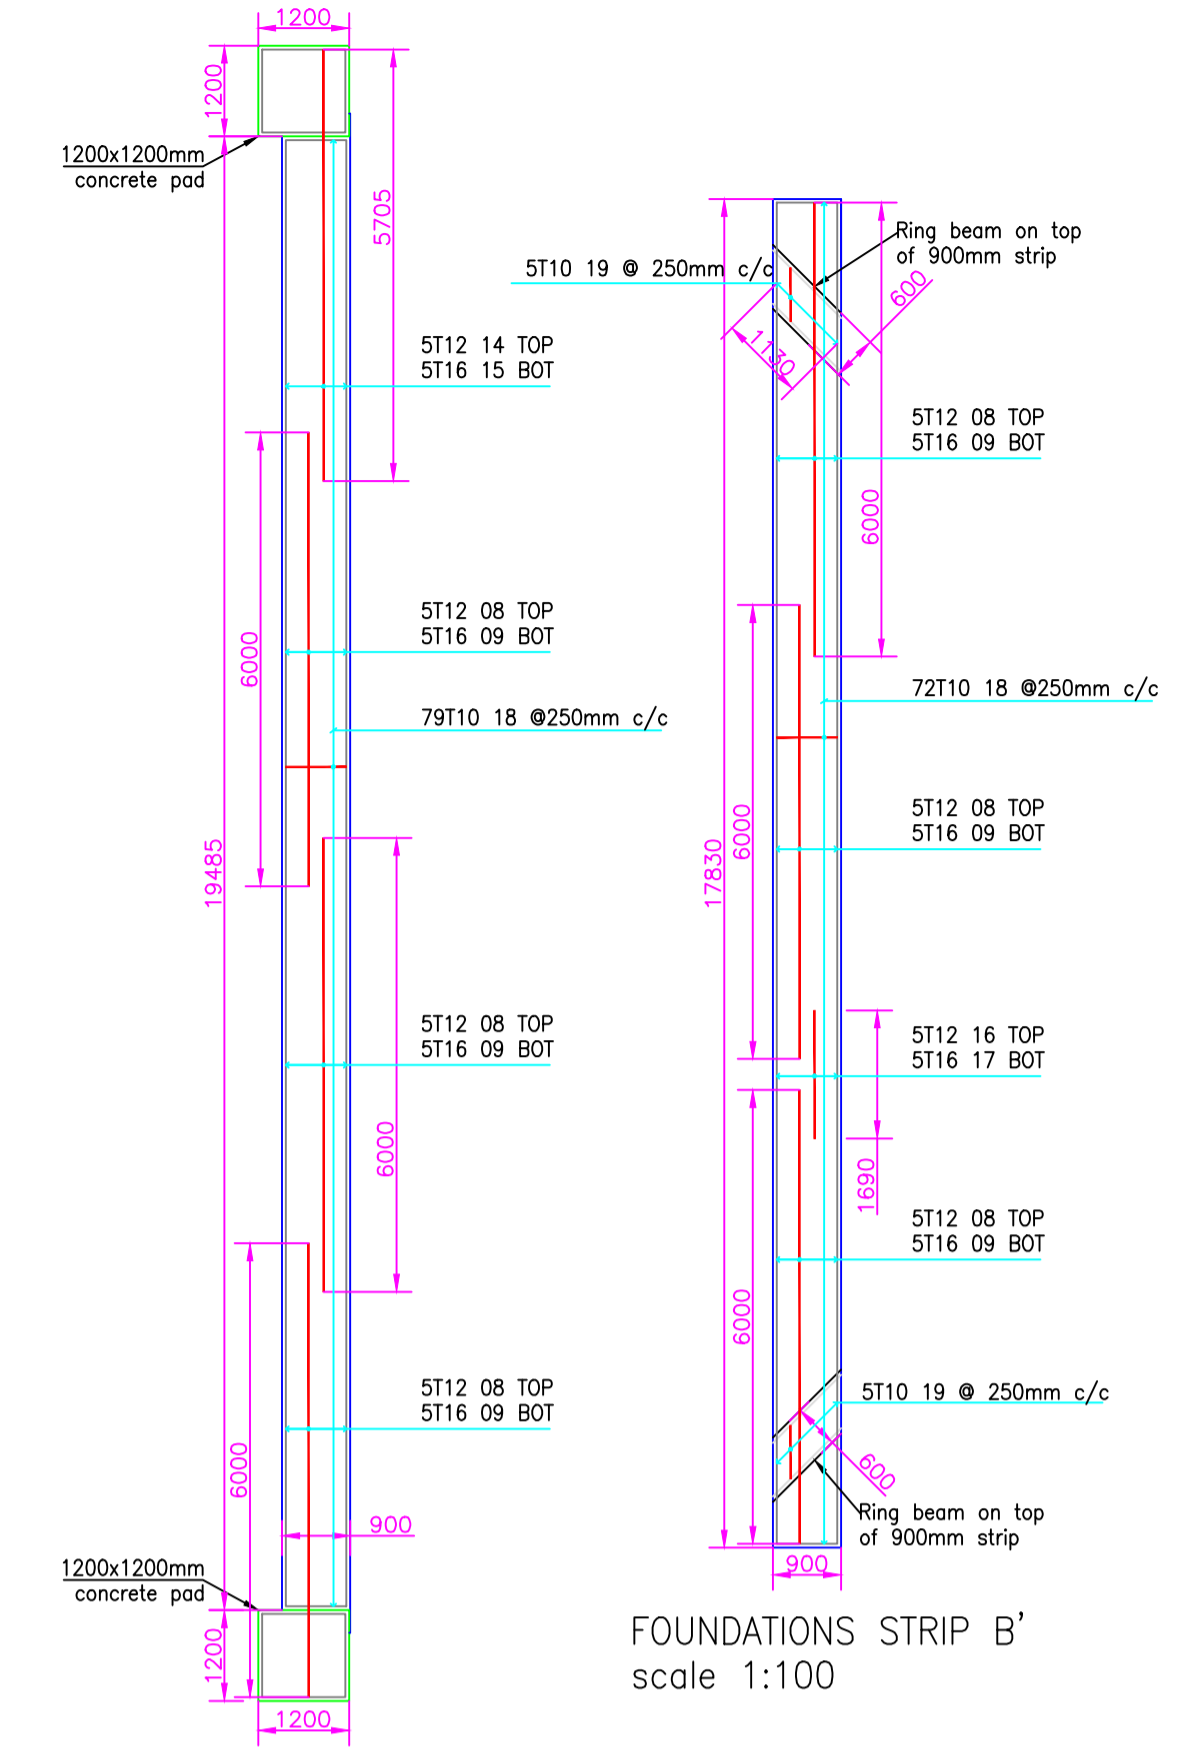 1200
1200
1200x1200mm
concrete pad
5705
5T12 14 TOP
5T16 15 BOT
6000
5T12 08 TOP
5T16 09 BOT
79T10 18 @250mm c/c
19485
5T12 08 TOP
5T16 09 BOT
6000
5T12 08 TOP
5T16 09 BOT
6000
900
1200x1200mm
concrete pad
1200
1200
Ring beam on top
of 900mm strip
5T10 19 @ 250mm c/c
600
1130
5T12 08 TOP
5T16 09 BOT
6000
72T10 18 @250mm c/c
5T12 08 TOP
5T16 09 BOT
6000
17830
5T12 16 TOP
5T16 17 BOT
1690
5T12 08 TOP
5T16 09 BOT
6000
5T10 19 @ 250mm c/c
600
Ring beam on top
of 900mm strip
900
FOUNDATIONS STRIP B'
scale 1:100